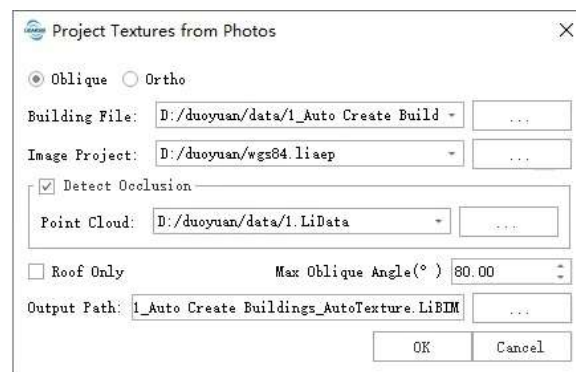 Project Textures from Photos
Oblique Ortho
Building File: D:/duoyuan/data/1_Auto Create Build ...
Image Project: D:/duoyuan/wgs84.liaep ...
Detect Occlusion
Point Cloud: D:/duoyuan/data/1.LiData ...
Roof Only Max Oblique Angle(° ) 80.00
Output Path: 1_Auto Create Buildings_AutoTexture.LiBIM ...
OK Cancel